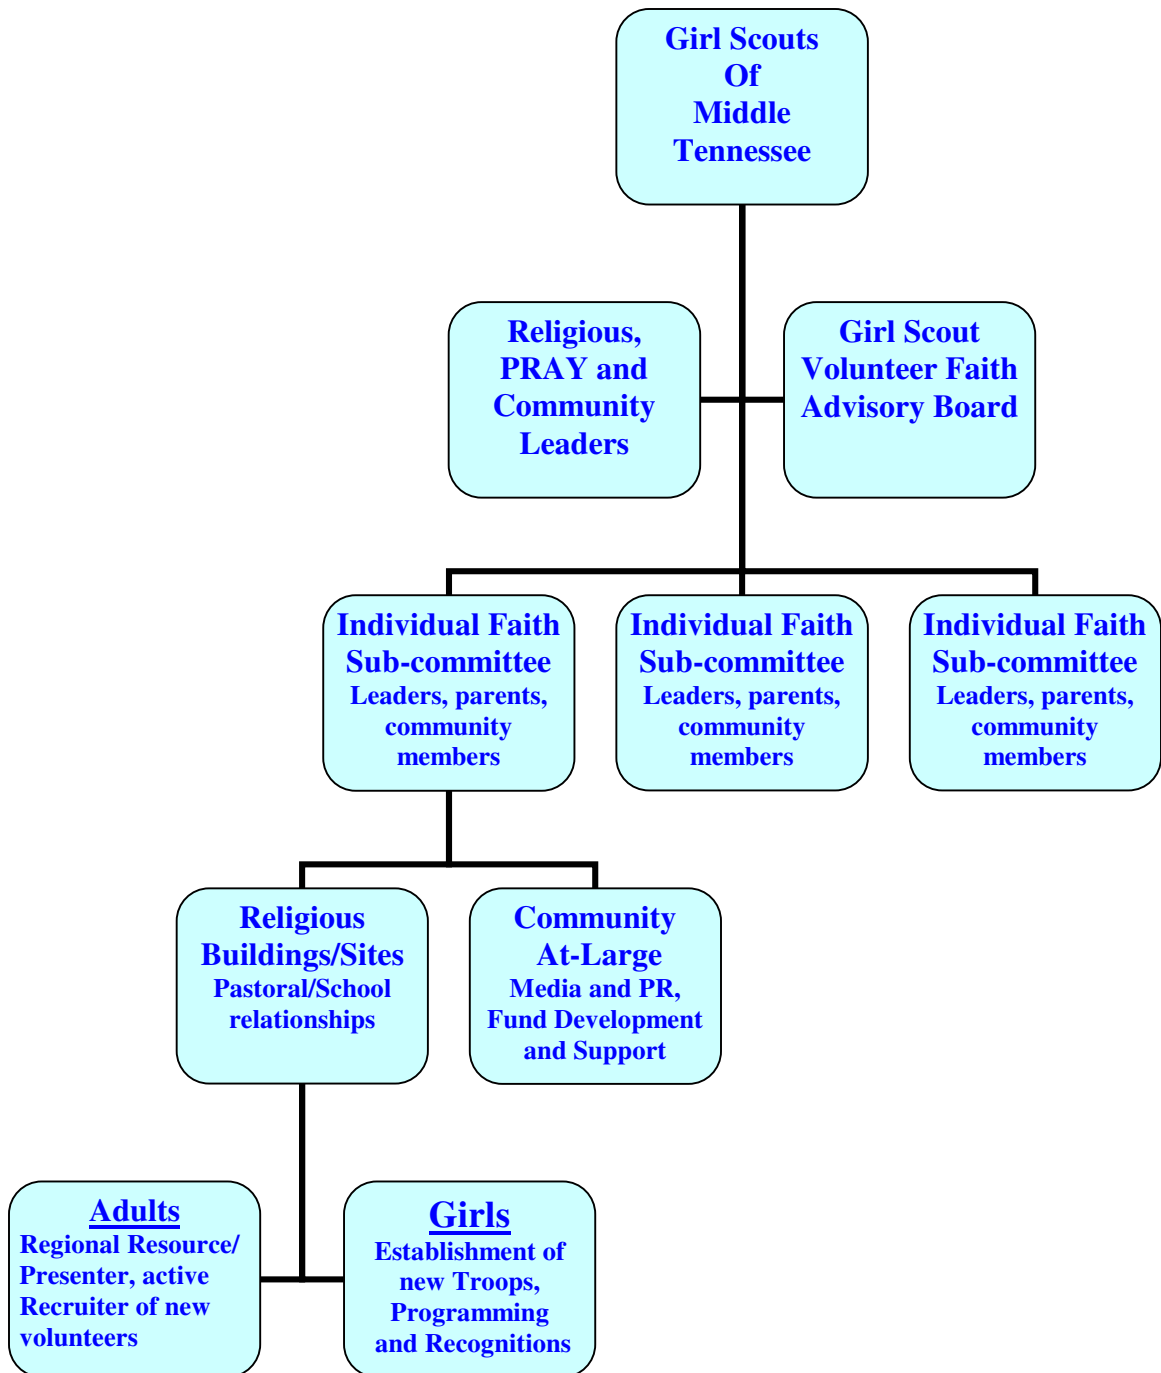 Girl Scouts
Of
Middle
Tennessee
Religious,
PRAY and
Community
Leaders
Girl Scout
Volunteer Faith
Advisory Board
Individual Faith
Sub-committee
Leaders, parents,
community
members
Individual Faith
Sub-committee
Leaders, parents,
community
members
Individual Faith
Sub-committee
Leaders, parents,
community
members
Religious
Buildings/Sites
Pastoral/School
relationships
Community
At-Large
Media and PR,
Fund Development
and Support
Adults
Regional Resource/
Presenter, active
Recruiter of new
volunteers
Girls
Establishment of
new Troops,
Programming
and Recognitions